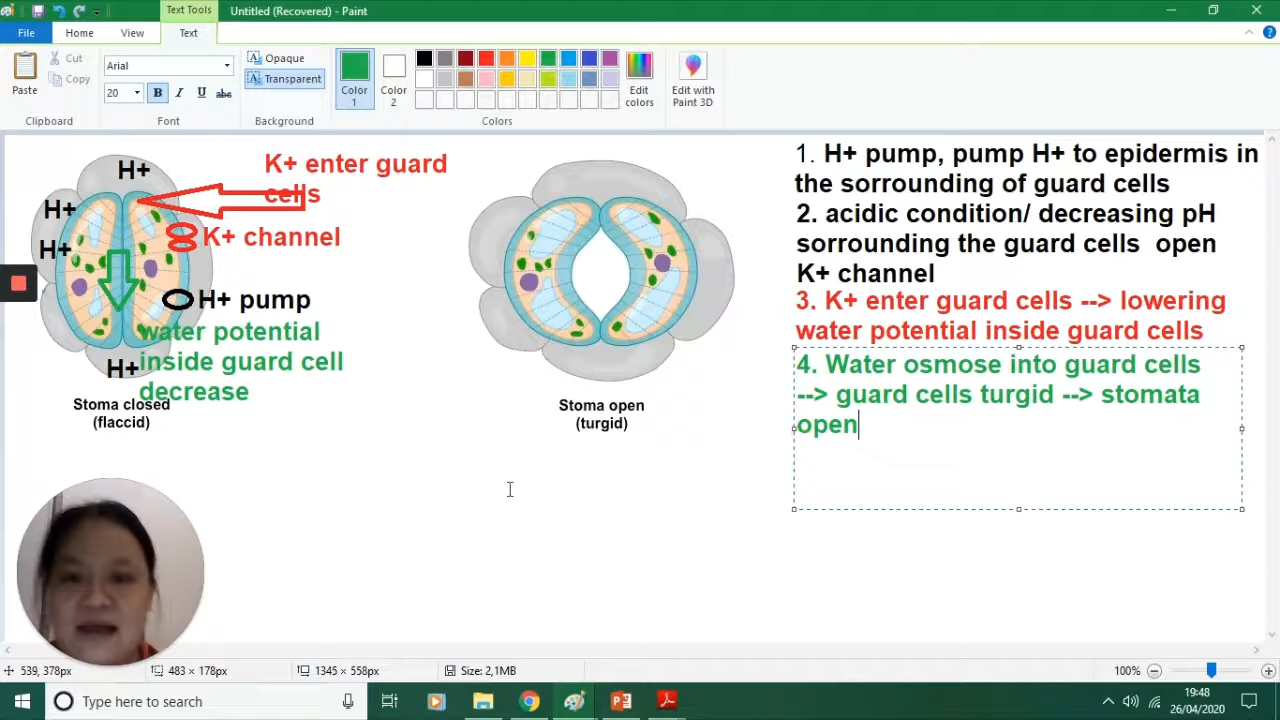 Text Tools
Untitled (Recovered) - Paint
File
Home
View
Text
Paste
Cut
Copy
Clipboard
Arial
20
B
I
U
abc
Font
A
Opaque
A
Transparent
Background
Color
1
Color
2
Edit
colors
Colors
Edit with
Paint 3D
H+
H+
H+
H+
K+ enter guard
cells
K+ channel
H+ pump
water potential
inside guard cell
decrease
Stoma closed
(flaccid)
Stoma open
(turgid)
1. H+ pump, pump H+ to epidermis in
the sorrounding of guard cells
2. acidic condition/ decreasing pH
sorrounding the guard cells open
K+ channel
3. K+ enter guard cells --> lowering
water potential inside guard cells
4. Water osmose into guard cells
--> guard cells turgid --> stomata
open
539, 378px
483 × 178px
1345 × 558px
Size: 2,1MB
100%
Type here to search
19:48
26/04/2020